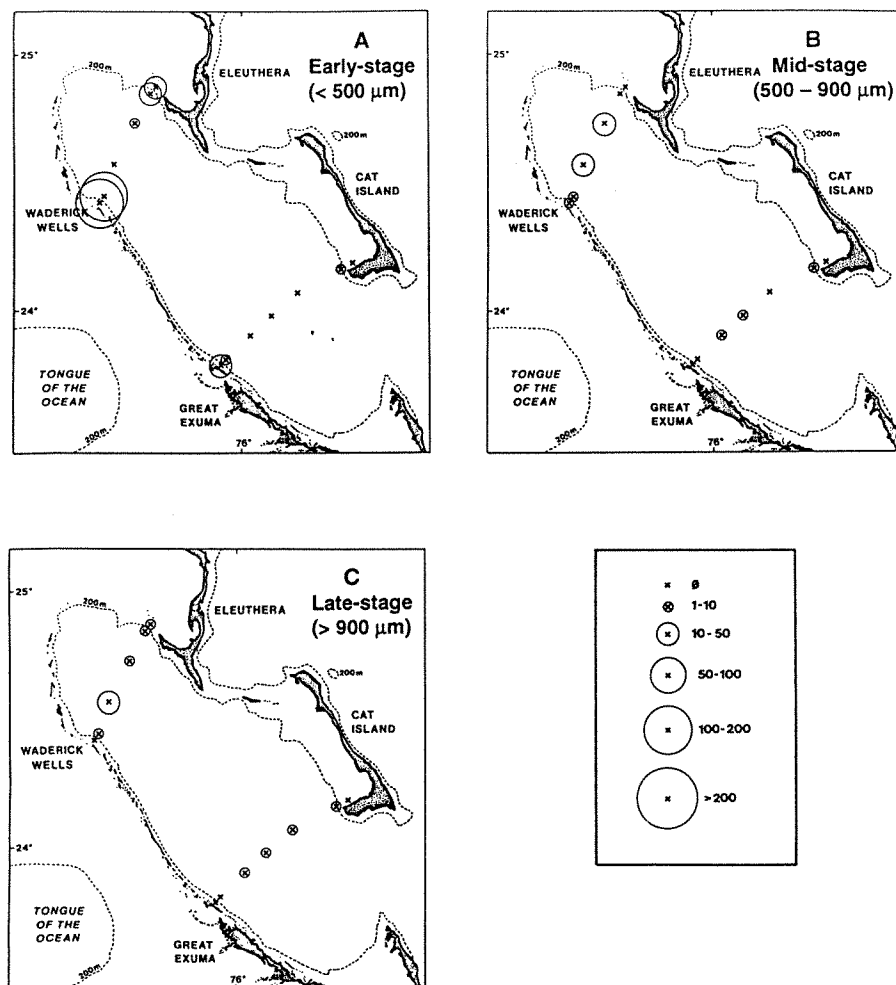 A
Early-stage
(< 500 µm)
25°
200m
ELEUTHERA
200m
CAT
ISLAND
WADERICK
WELLS
24°
TONGUE
OF THE
OCEAN
200m
GREAT
EXUMA
76°
B
Mid-stage
(500 – 900 µm)
25°
200m
ELEUTHERA
200m
CAT
ISLAND
WADERICK
WELLS
24°
TONGUE
OF THE
OCEAN
200m
GREAT
EXUMA
76°
C
Late-stage
(> 900 µm)
25°
200m
ELEUTHERA
200m
CAT
ISLAND
WADERICK
WELLS
24°
TONGUE
OF THE
OCEAN
200m
GREAT
EXUMA
76°
Ø
1-10
10-50
50-100
100-200
>200